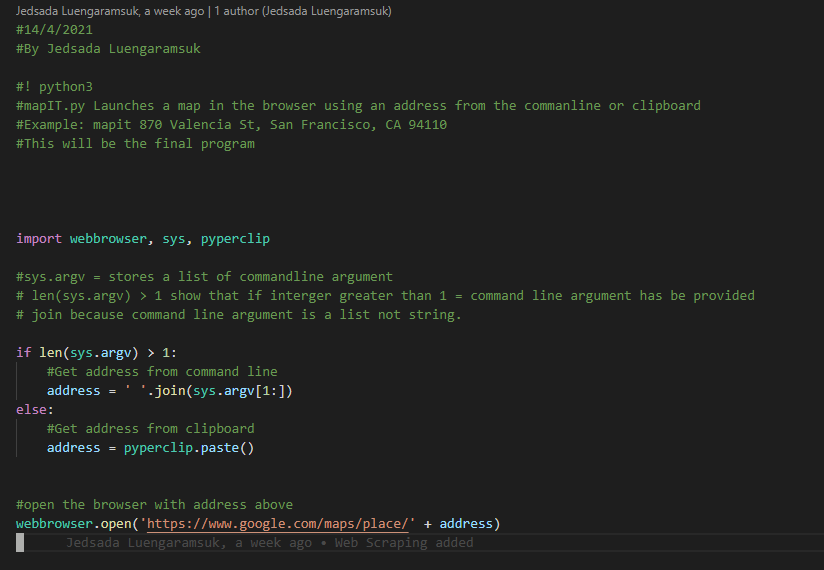 Jedsada Luengaramsuk, a week ago | 1 author (Jedsada Luengaramsuk)
#14/4/2021
#By Jedsada Luengaramsuk
#! python3
#mapIT.py Launches a map in the browser using an address from the commanline or clipboard
#Example: mapit 870 Valencia St, San Francisco, CA 94110
#This will be the final program
import webbrowser, sys, pyperclip
#sys.argv = stores a list of commandline argument
# len(sys.argv) > 1 show that if interger greater than 1 = command line argument has be provided
# join because command line argument is a list not string.
if len(sys.argv) > 1:
    #Get address from command line
    address = ' '.join(sys.argv[1:])
else:
    #Get address from clipboard
    address = pyperclip.paste()
#open the browser with address above
webbrowser.open('https://www.google.com/maps/place/' + address)
Jedsada Luengaramsuk, a week ago • Web Scraping added